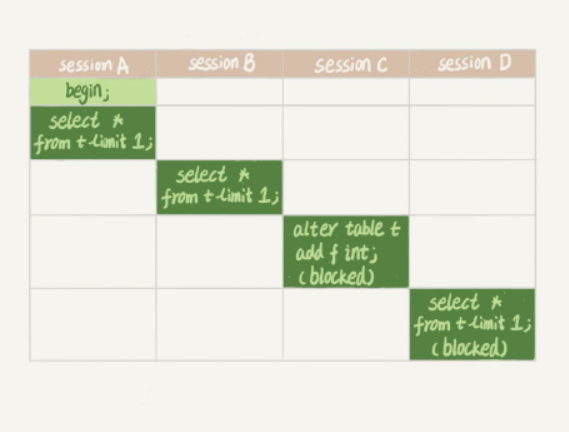 session A
session B
session C
session D
begin;
select *
from t limit 1;
select *
from t limit 1;
alter table t
add f int;
(blocked)
select *
from t limit 1;
(blocked)